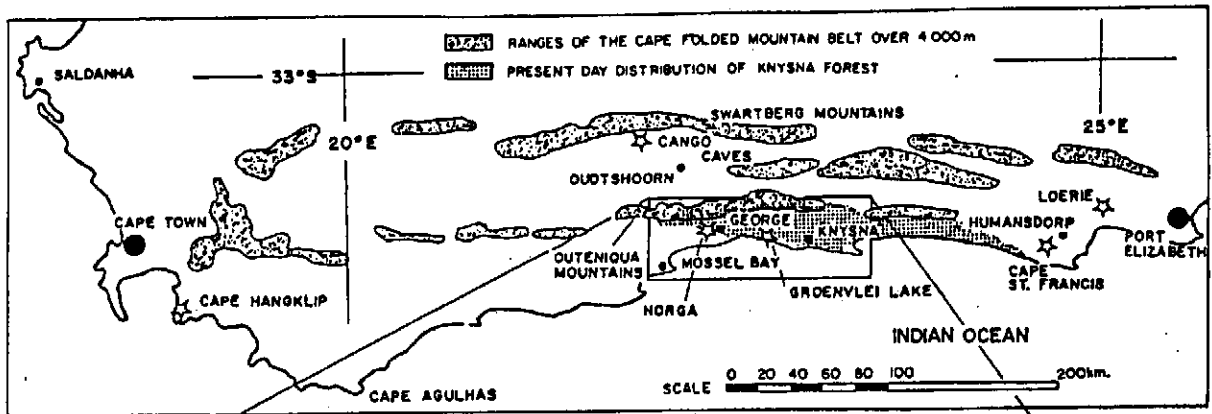 RANGES OF THE CAPE FOLDED MOUNTAIN BELT OVER 4000m
SALDANHA
33°S
PRESENT DAY DISTRIBUTION OF KNYSNA FOREST
SWARTBERG MOUNTAINS
20°E
25°E
CANGO
CAVES
OUDTSHOORN
LOERIE
CAPE TOWN
GEORGE
HUMANSDORP
KNYSNA
PORT
ELIZABETH
OUTENIQUA
MOUNTAINS
MOSSEL BAY
CAPE
ST. FRANCIS
CAPE HANGKLIP
GROENVLEI LAKE
NORGA
INDIAN OCEAN
CAPE AGULHAS
SCALE 0 20 40 60 80 100 200km.